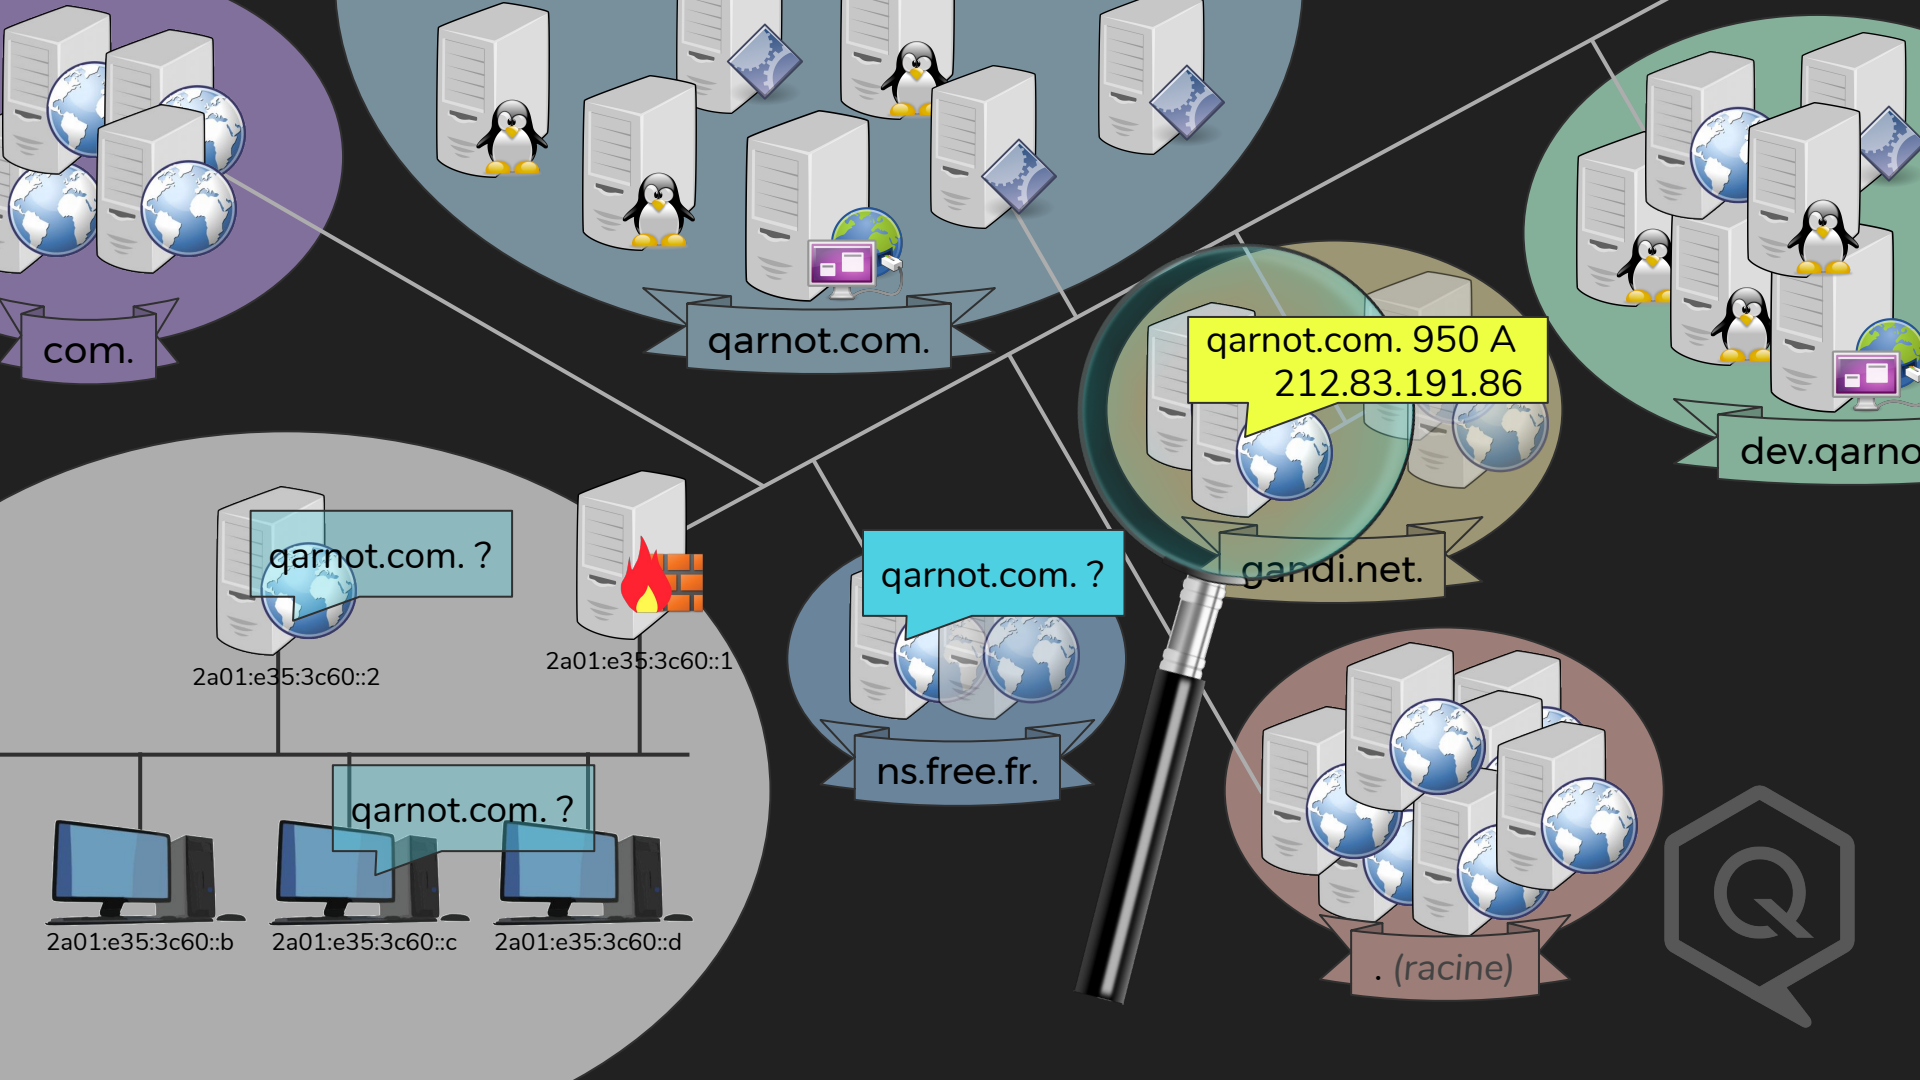 com.
qarnot.com.
qarnot.com. 950 A
212.83.191.86
dev.qarno
gandi.net.
qarnot.com. ?
qarnot.com. ?
2a01:e35:3c60::2
2a01:e35:3c60::1
ns.free.fr.
qarnot.com. ?
2a01:e35:3c60::b
2a01:e35:3c60::c
2a01:e35:3c60::d
. (racine)